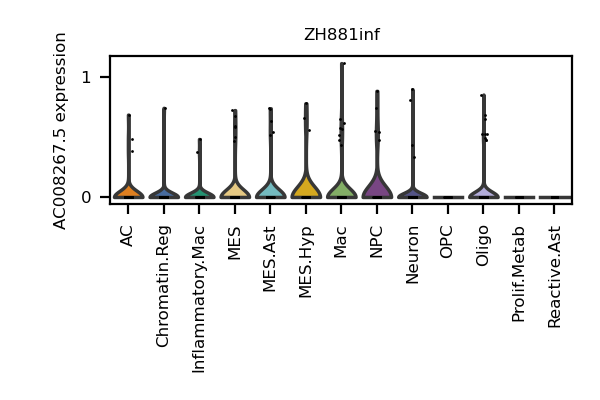 ZH881inf
AC008267.5 expression
1
0
AC
Chromatin.Reg
Inflammatory.Mac
MES
MES.Ast
MES.Hyp
Mac
NPC
Neuron
OPC
Oligo
Prolif.Metab
Reactive.Ast